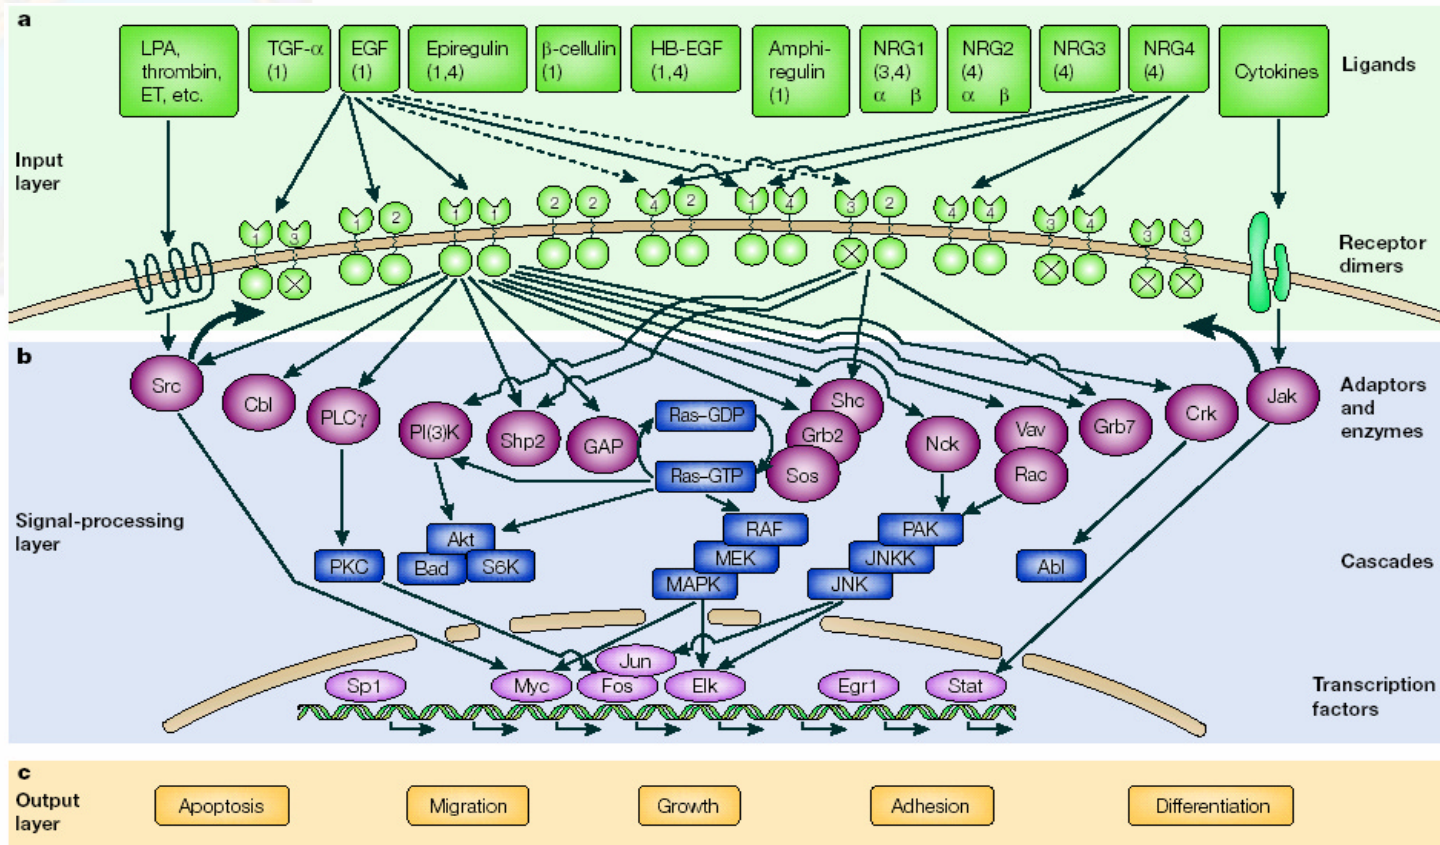 a
LPA,
thrombin,
ET, etc.
TGF-α
(1)
EGF
(1)
Epiregulin
(1,4)
β-cellulin
(1)
HB-EGF
(1,4)
Amphi-
regulin
(1)
NRG1
(3,4)
α β
NRG2
(4)
α β
NRG3
(4)
NRG4
(4)
Cytokines
Ligands
Input
layer
1 3
1 2
1 1
2 2
4 2
1 4
3 2
4 4
3 4
3 3
Receptor
dimers
b
Src
Cbl
PLCγ
PI(3)K
Shp2
GAP
Ras–GDP
Ras–GTP
Shc
Grb2
Sos
Nck
Vav
Rac
Grb7
Crk
Jak
Adaptors
and
enzymes
Signal-processing
layer
PKC
Akt
Bad
S6K
RAF
MEK
MAPK
PAK
JNKK
JNK
Abl
Cascades
Sp1
Myc
Jun
Fos
Elk
Egr1
Stat
Transcription
factors
c
Output
layer
Apoptosis
Migration
Growth
Adhesion
Differentiation